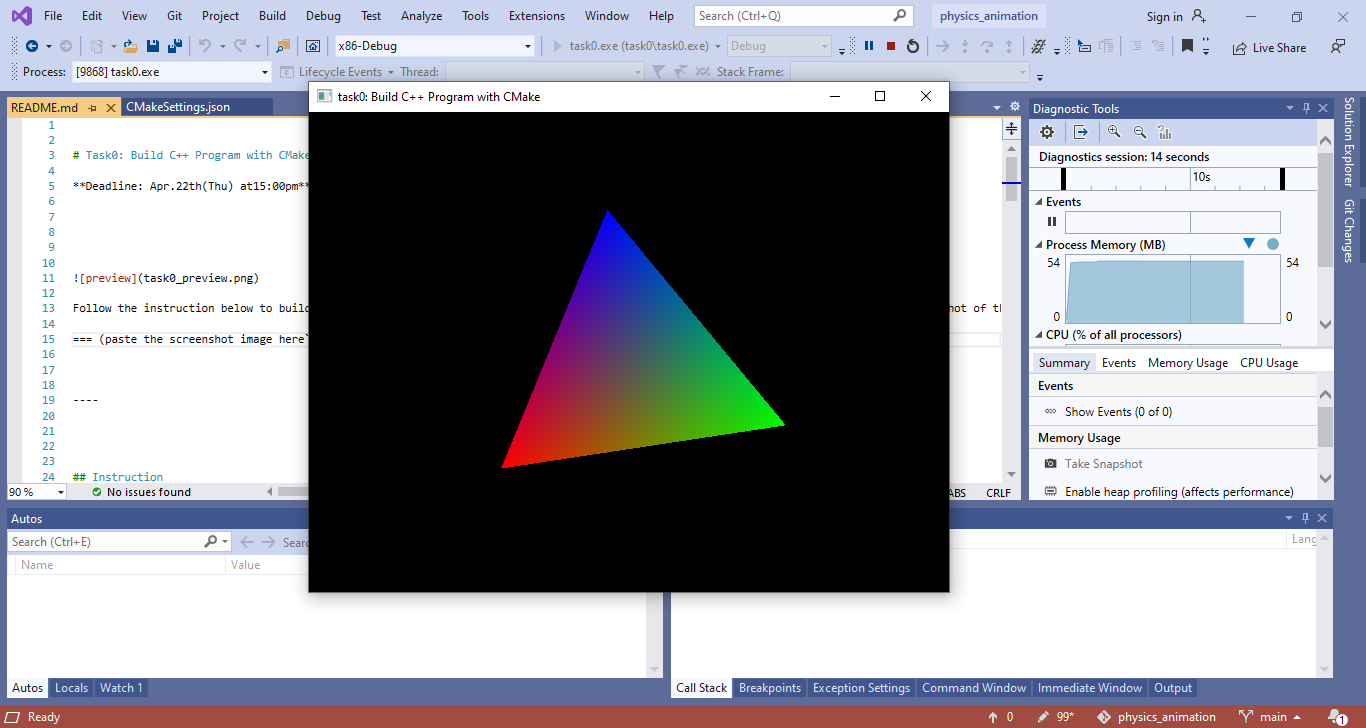 File Edit View Git Project Build Debug Test Analyze Tools Extensions Window Help Search (Ctrl+Q) physics_animation Sign in
x86-Debug task0.exe (task0\task0.exe) Debug Live Share
Process: [9868] task0.exe Lifecycle Events Thread: Stack Frame:
task0: Build C++ Program with CMake
README.md CMakeSettings.json
1
2
3 # Task0: Build C++ Program with CMake
4
5 **Deadline: Apr.22th(Thu) at15:00pm**
6
7
8
9
10
11 ![preview](task0_preview.png)
12
13 Follow the instruction below to build hot of th
14
15 === (paste the screenshot image here
16
17
18
19 ----
20
21
22
23
24 ## Instruction
90 % No issues found ABS CRLF
Diagnostic Tools
Diagnostics session: 14 seconds
10s
Events
Process Memory (MB)
54 54
0 0
CPU (% of all processors)
Summary Events Memory Usage CPU Usage
Events
Show Events (0 of 0)
Memory Usage
Take Snapshot
Enable heap profiling (affects performance)
Solution Explorer
Git Changes
Autos
Search (Ctrl+E) Searc
Name Value
Lang
Autos Locals Watch 1
Call Stack Breakpoints Exception Settings Command Window Immediate Window Output
Ready 0 99* physics_animation main 1